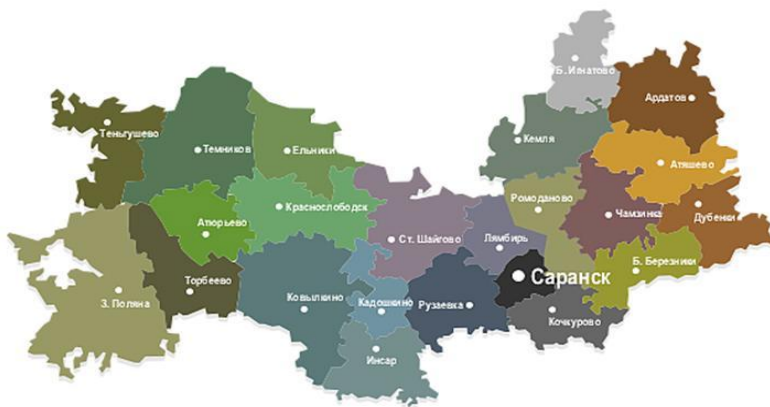 Б. Игнатово
Ардатов
Теньгушево
Кемля
Темников
Ельники
Атяшево
Краснослободск
Ромоданово
Чамзинка
Дубенки
Атюрьево
Ст. Шайгово
Лямбирь
Б. Березники
Саранск
З. Поляна
Торбеево
Ковылкино
Кадошкино
Рузаевка
Кочкурово
Инсар